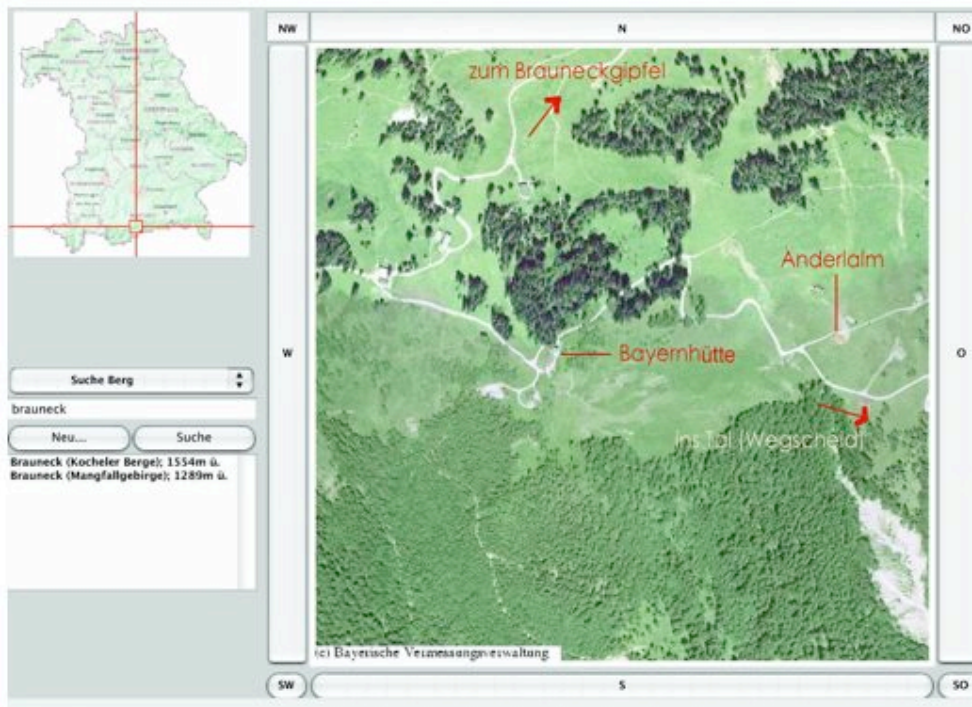 NW
N
NO
zum Brauneckgipfel
Anderlalm
W
Bayernhütte
O
Suche Berg
brauneck
Neu....
Suche
ins Tal (Wegscheid)
Brauneck (Kocheler Berge); 1554m ü.
Brauneck (Mangfallgebirge); 1289m ü.
(c) Bayerische Vermessungsverwaltung
SW
S
SO